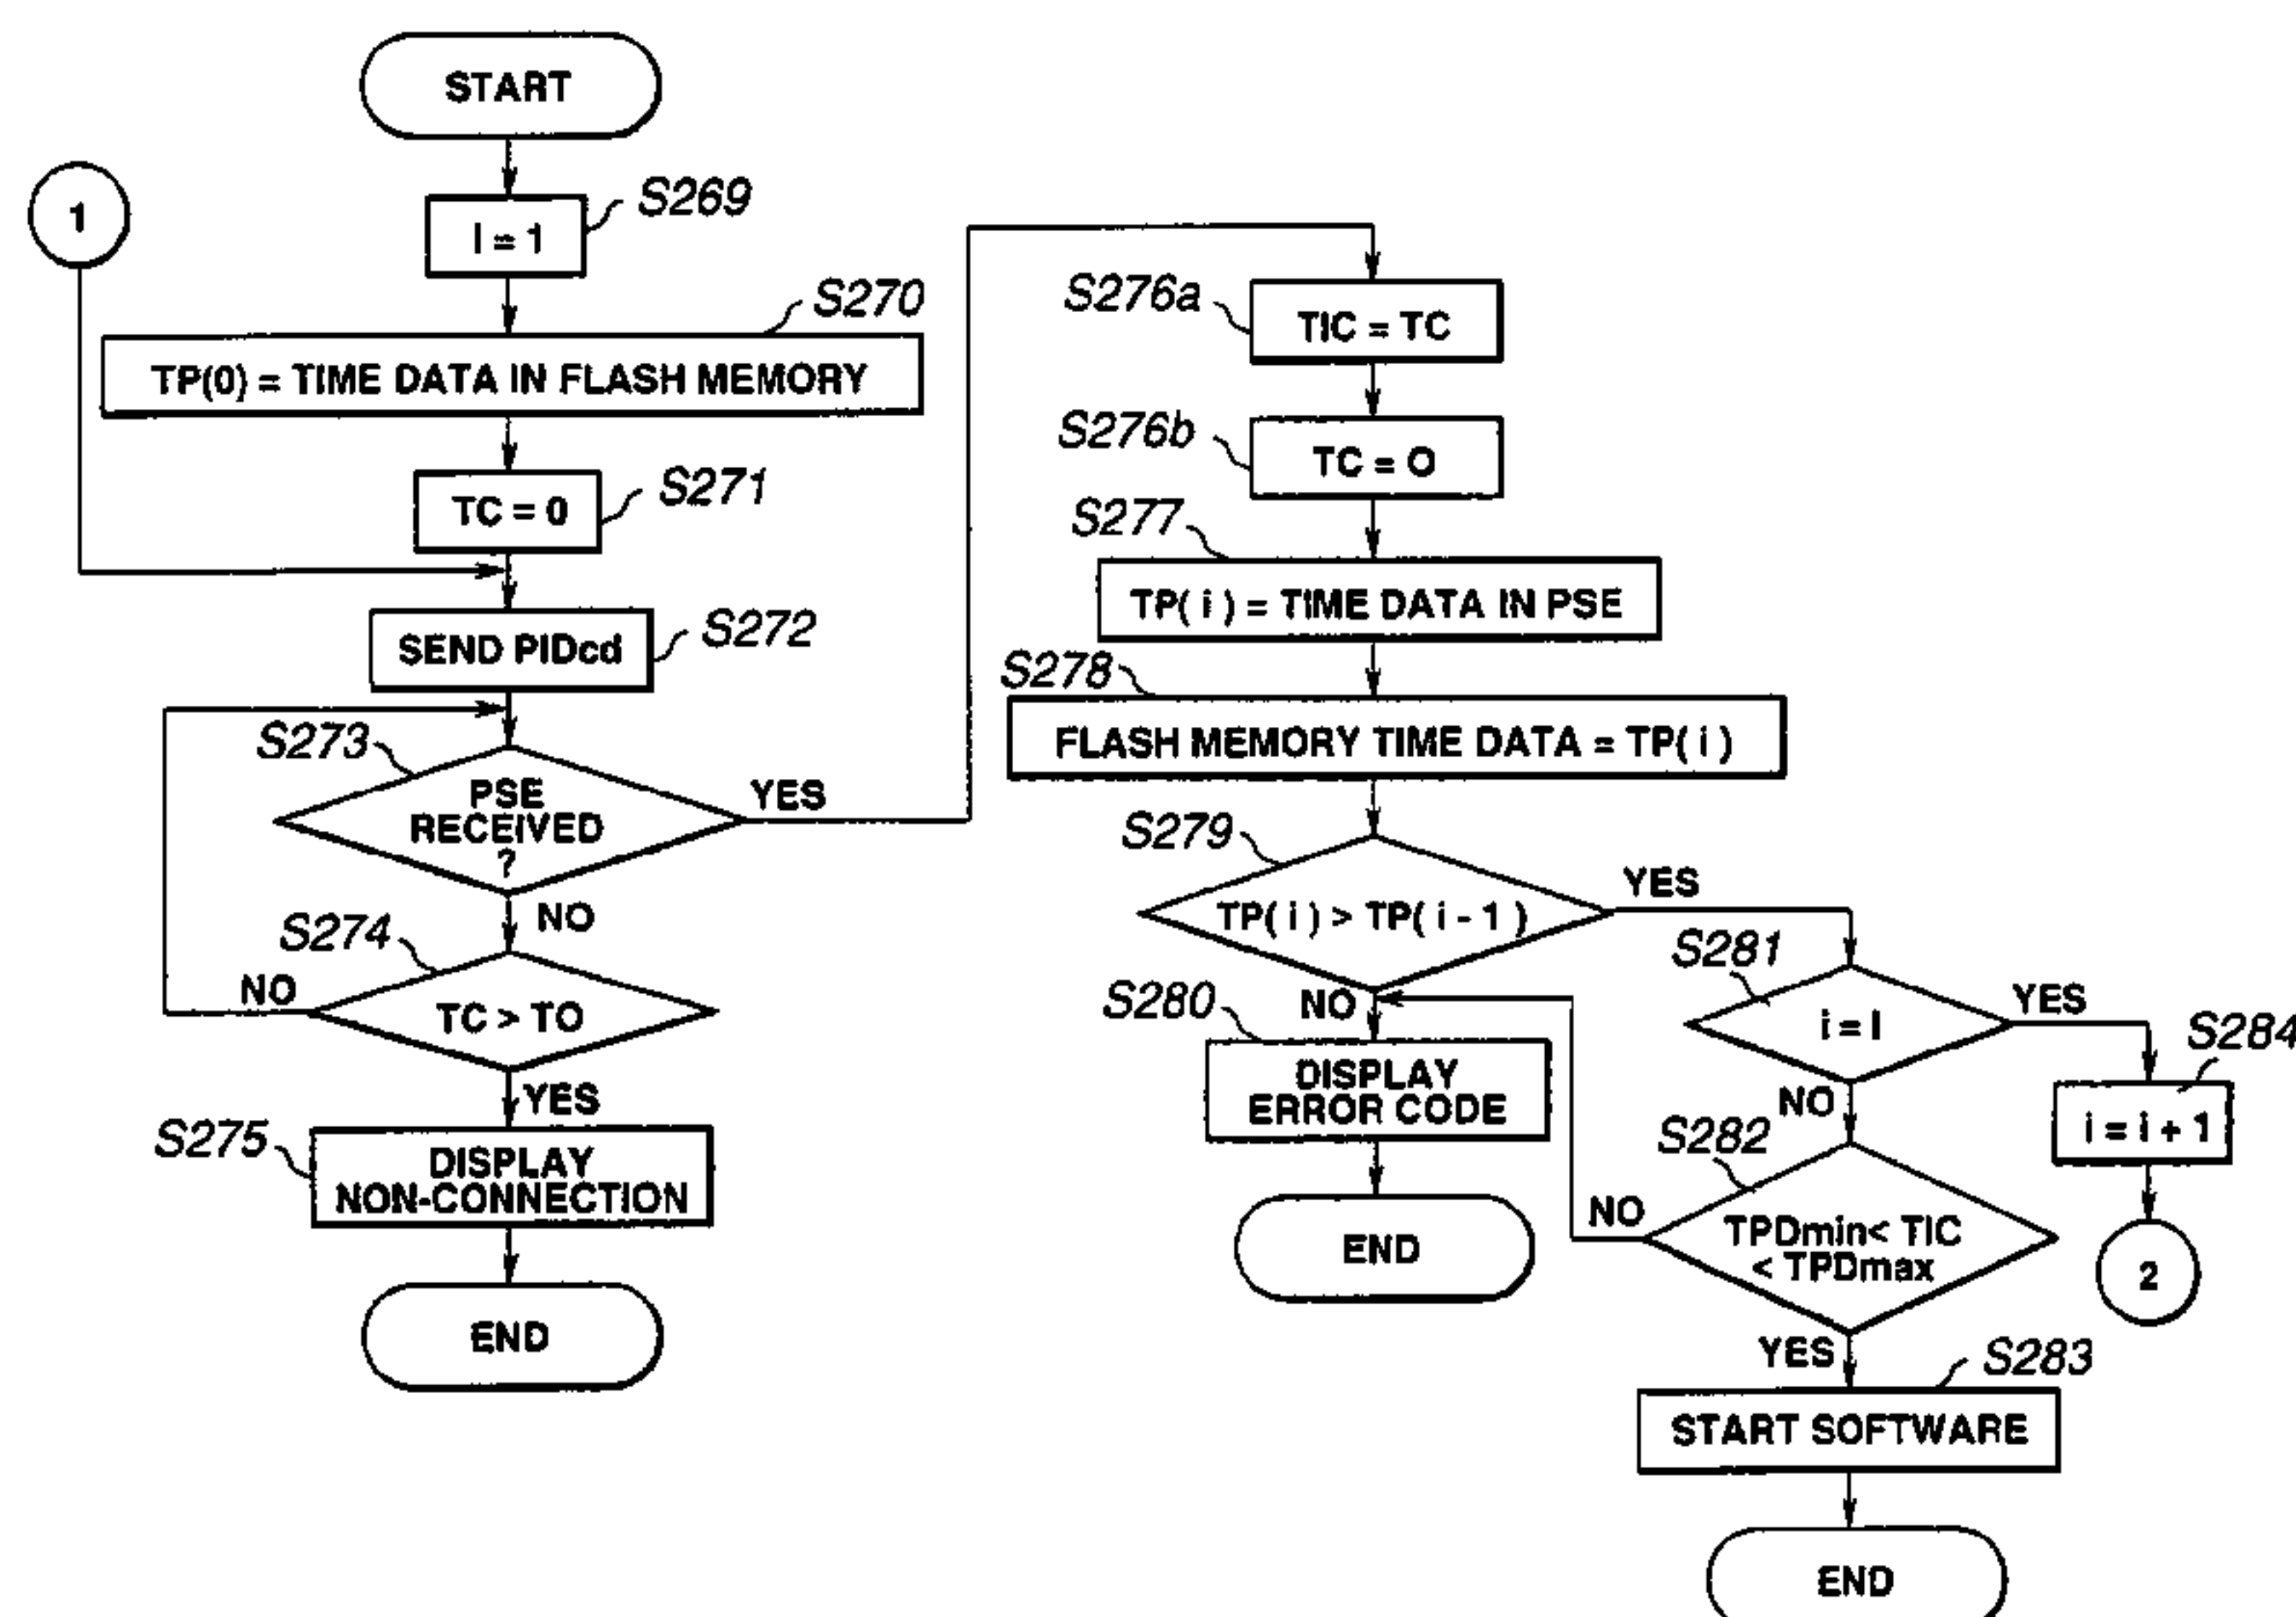 START
1
S269
I = 1
S270
TP(0) = TIME DATA IN FLASH MEMORY
S271
TC = 0
S272
SEND PIDcd
S273
PSE
RECEIVED
?
YES
NO
S274
TC > TO
NO
YES
S275
DISPLAY
NON-CONNECTION
END
S276a
TIC = TC
S276b
TC = O
S277
TP( i ) = TIME DATA IN PSE
S278
FLASH MEMORY TIME DATA = TP( i )
S279
TP( i ) > TP( i - 1 )
YES
NO
S280
DISPLAY
ERROR CODE
END
S281
i = I
YES
NO
S284
i = i + 1
2
S282
TPDmin< TIC
< TPDmax
NO
YES
S283
START SOFTWARE
END